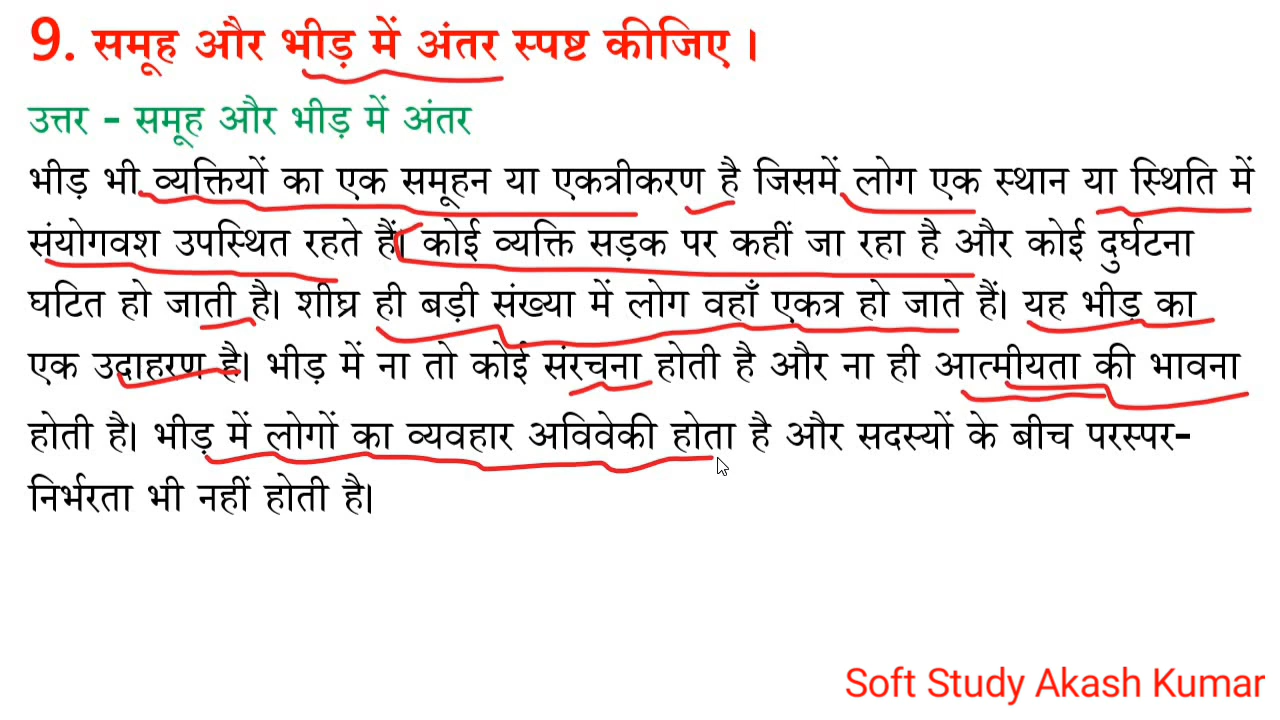 9. समूह और भीड़ में अंतर स्पष्ट कीजिए ।
उत्तर - समूह और भीड़ में अंतर
भीड़ भी व्यक्तियों का एक समूहन या एकत्रीकरण है जिसमें लोग एक स्थान या स्थिति में
संयोगवश उपस्थित रहते हैं। कोई व्यक्ति सड़क पर कहीं जा रहा है और कोई दुर्घटना
घटित हो जाती है। शीघ्र ही बड़ी संख्या में लोग वहाँ एकत्र हो जाते हैं। यह भीड़ का
एक उदाहरण है। भीड़ में ना तो कोई संरचना होती है और ना ही आत्मीयता की भावना
होती है। भीड़ में लोगों का व्यवहार अविवेकी होता है और सदस्यों के बीच परस्पर-
निर्भरता भी नहीं होती है।
Soft Study Akash Kumar